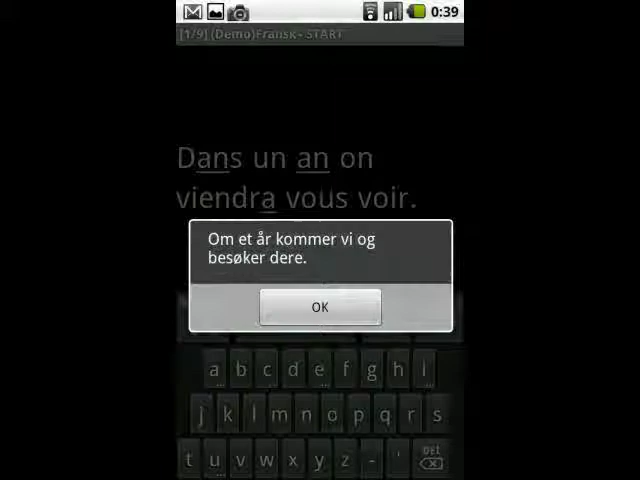 0:39
[1/9] (Demo)Fransk - START
Dans un an on
viendra vous voir.
Om et år kommer vi og
besøker dere.
OK
a b c d e f g h i
j k l m n o p q r s
t u v w x y z - ' DEL